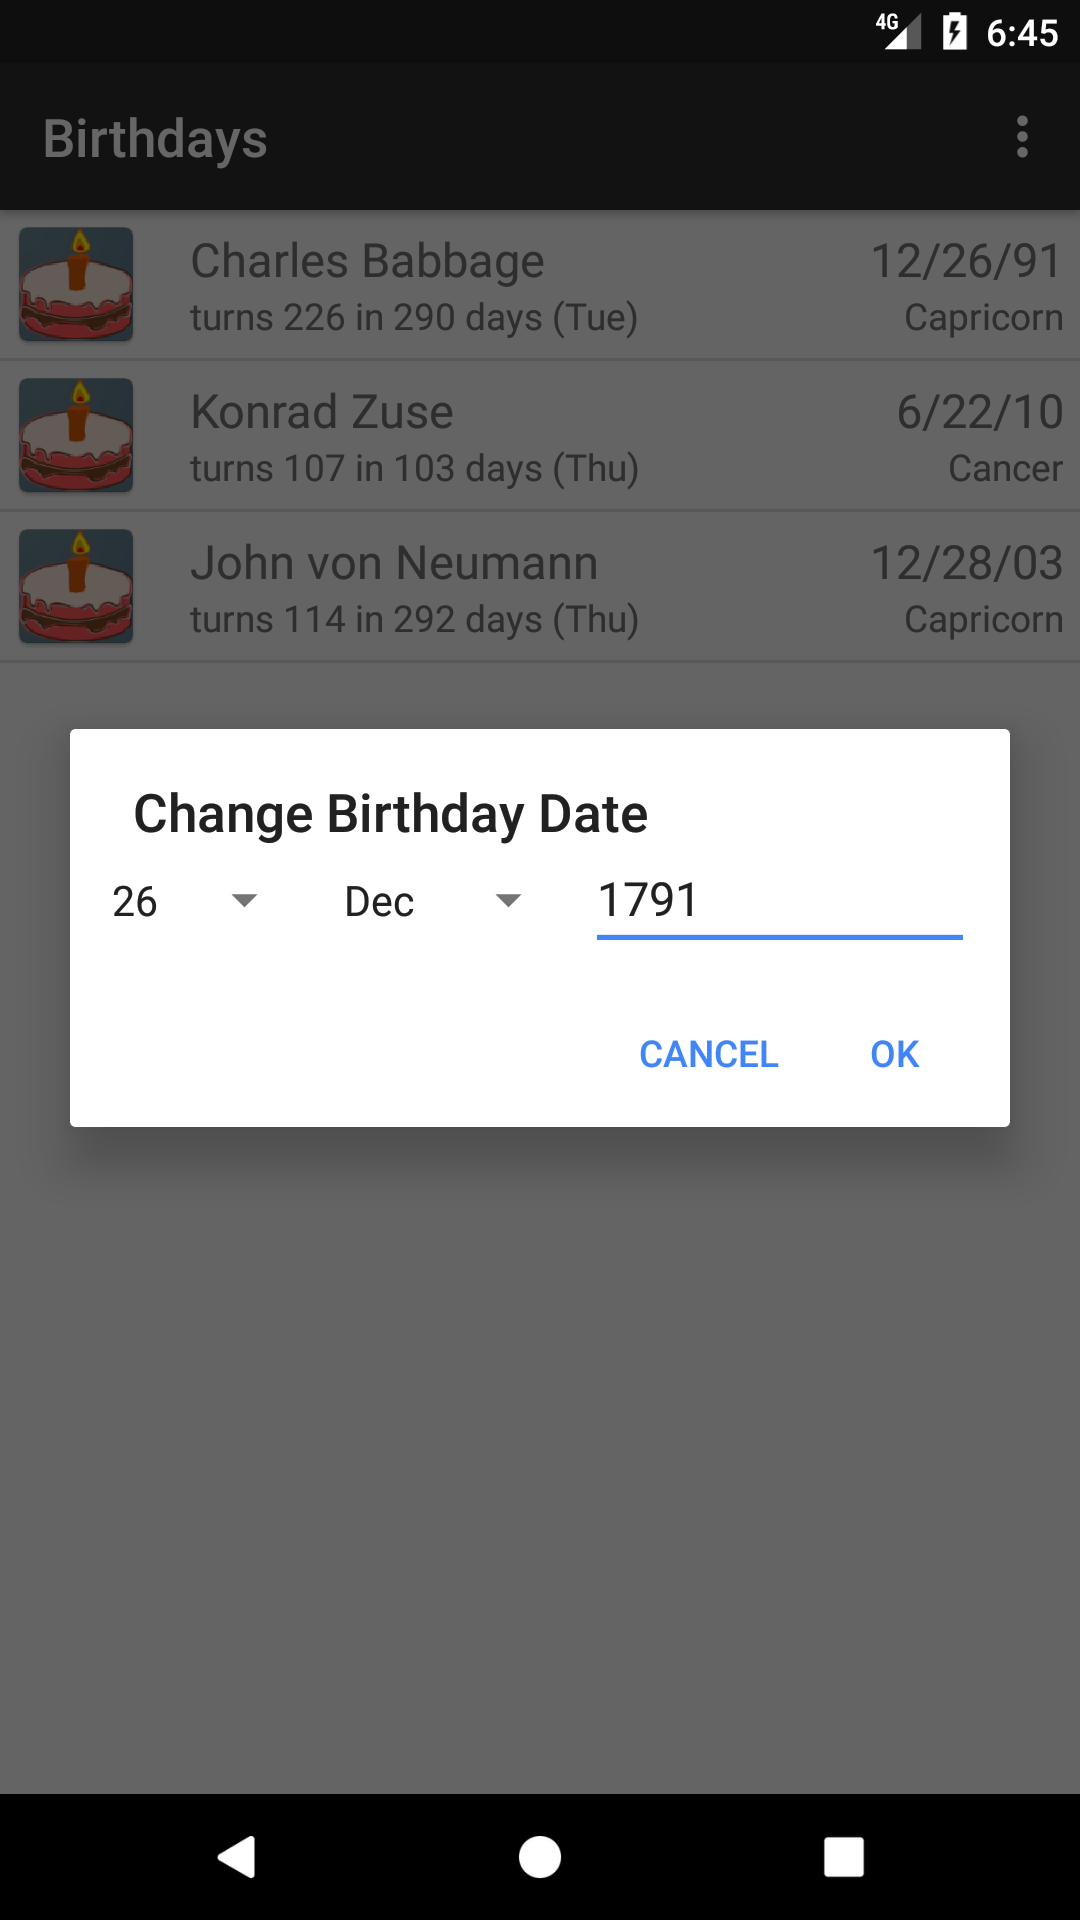 4G 6:45
Birthdays
Charles Babbage 12/26/91
turns 226 in 290 days (Tue) Capricorn
Konrad Zuse 6/22/10
turns 107 in 103 days (Thu) Cancer
John von Neumann 12/28/03
turns 114 in 292 days (Thu) Capricorn
Change Birthday Date
26 Dec 1791
CANCEL OK